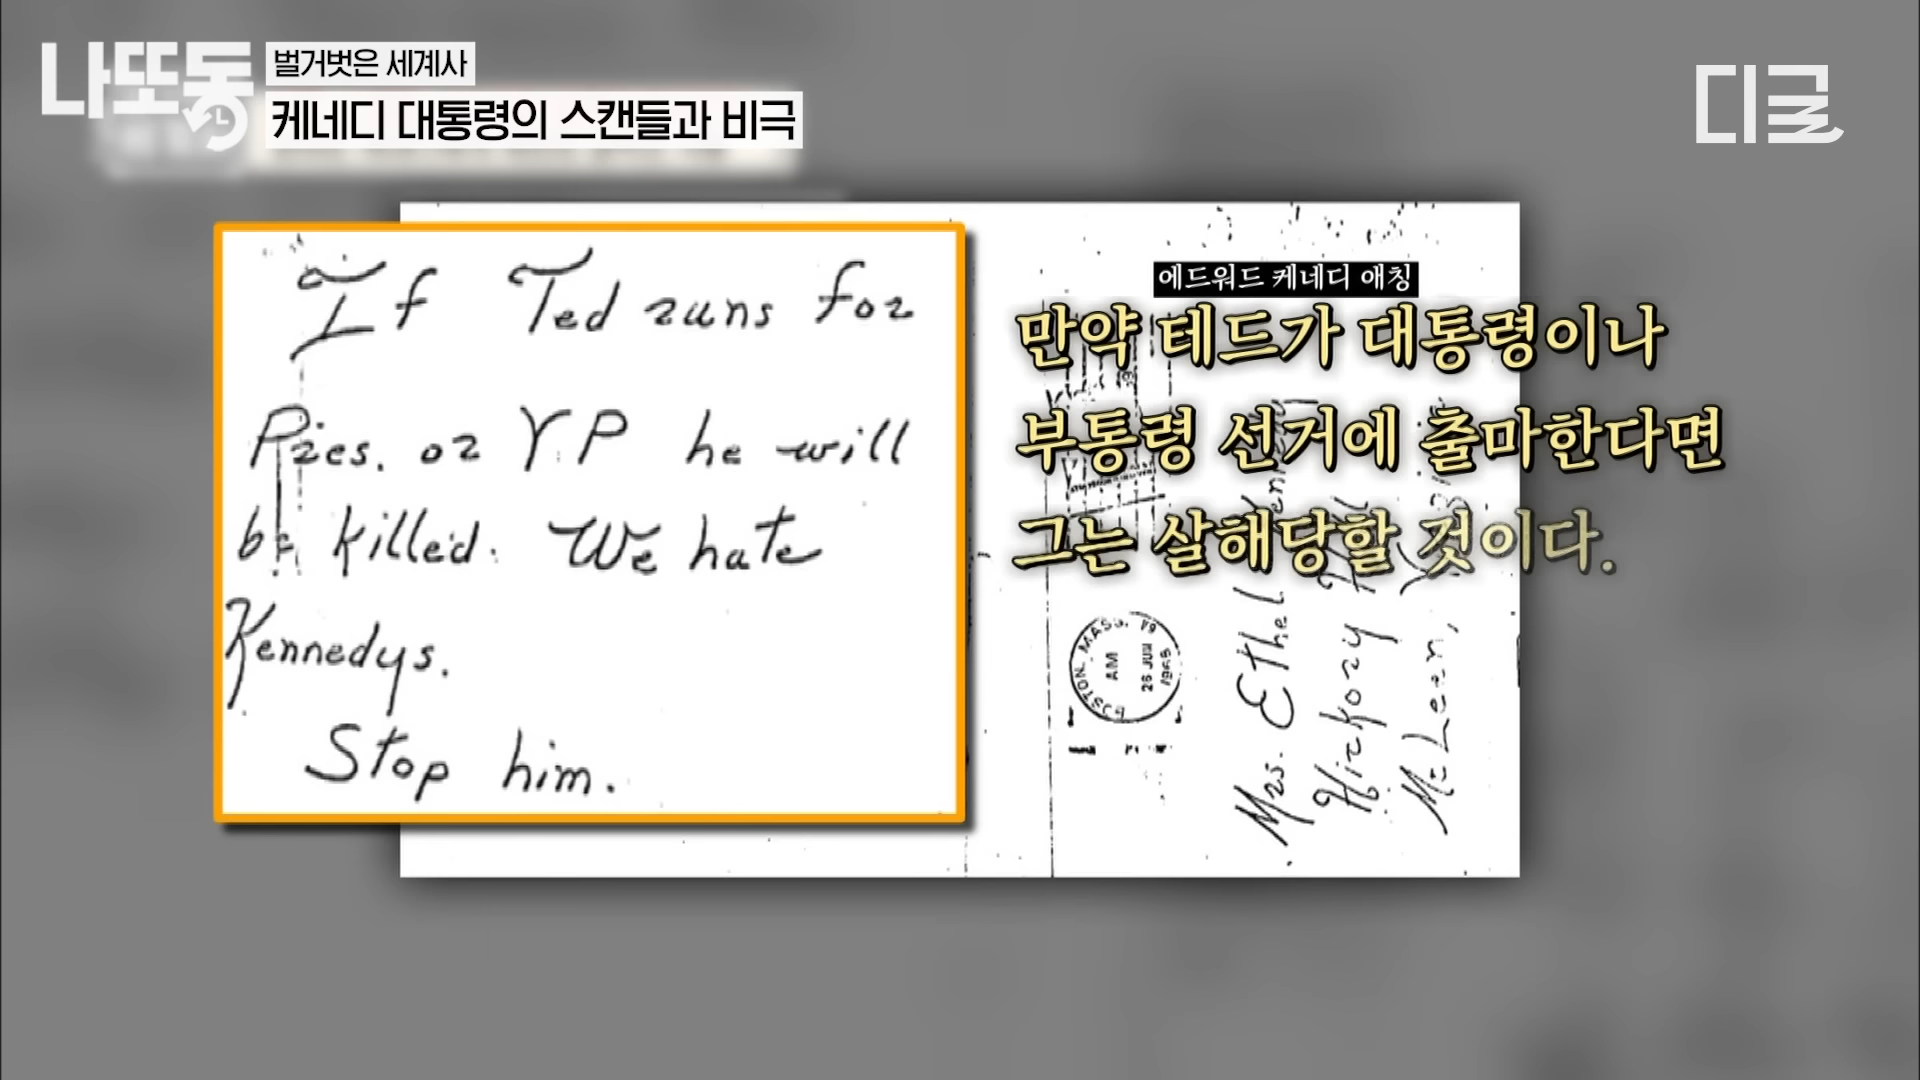 나또동
벌거벗은 세계사
케네디 대통령의 스캔들과 비극
디글
If Ted runs for
Pres. or VP he will
be killed. We hate
Kennedys.
Stop him.
에드워드 케네디 애칭
만약 테드가 대통령이나
부통령 선거에 출마한다면
그는 살해당할 것이다.
MASS.
AM
26 JUN
1968
Mrs. Ethel
Hickory
McLean,